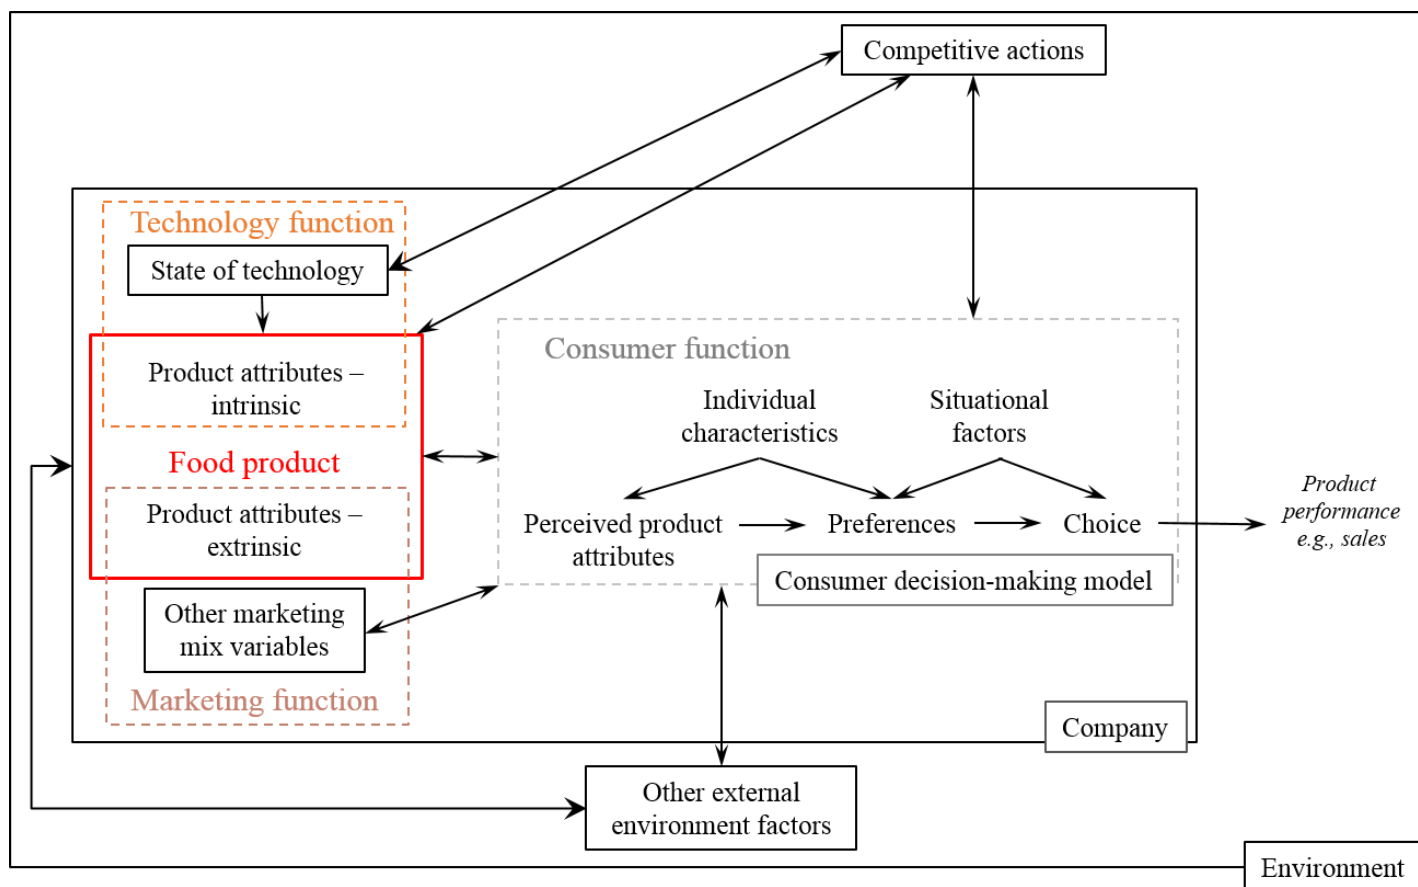 Competitive actions
Technology function
State of technology
Product attributes –
intrinsic
Food product
Product attributes –
extrinsic
Other marketing
mix variables
Marketing function
Consumer function
Individual
characteristics
Situational
factors
Perceived product
attributes
Preferences
Choice
Consumer decision-making model
Product
performance
e.g., sales
Company
Other external
environment factors
Environment